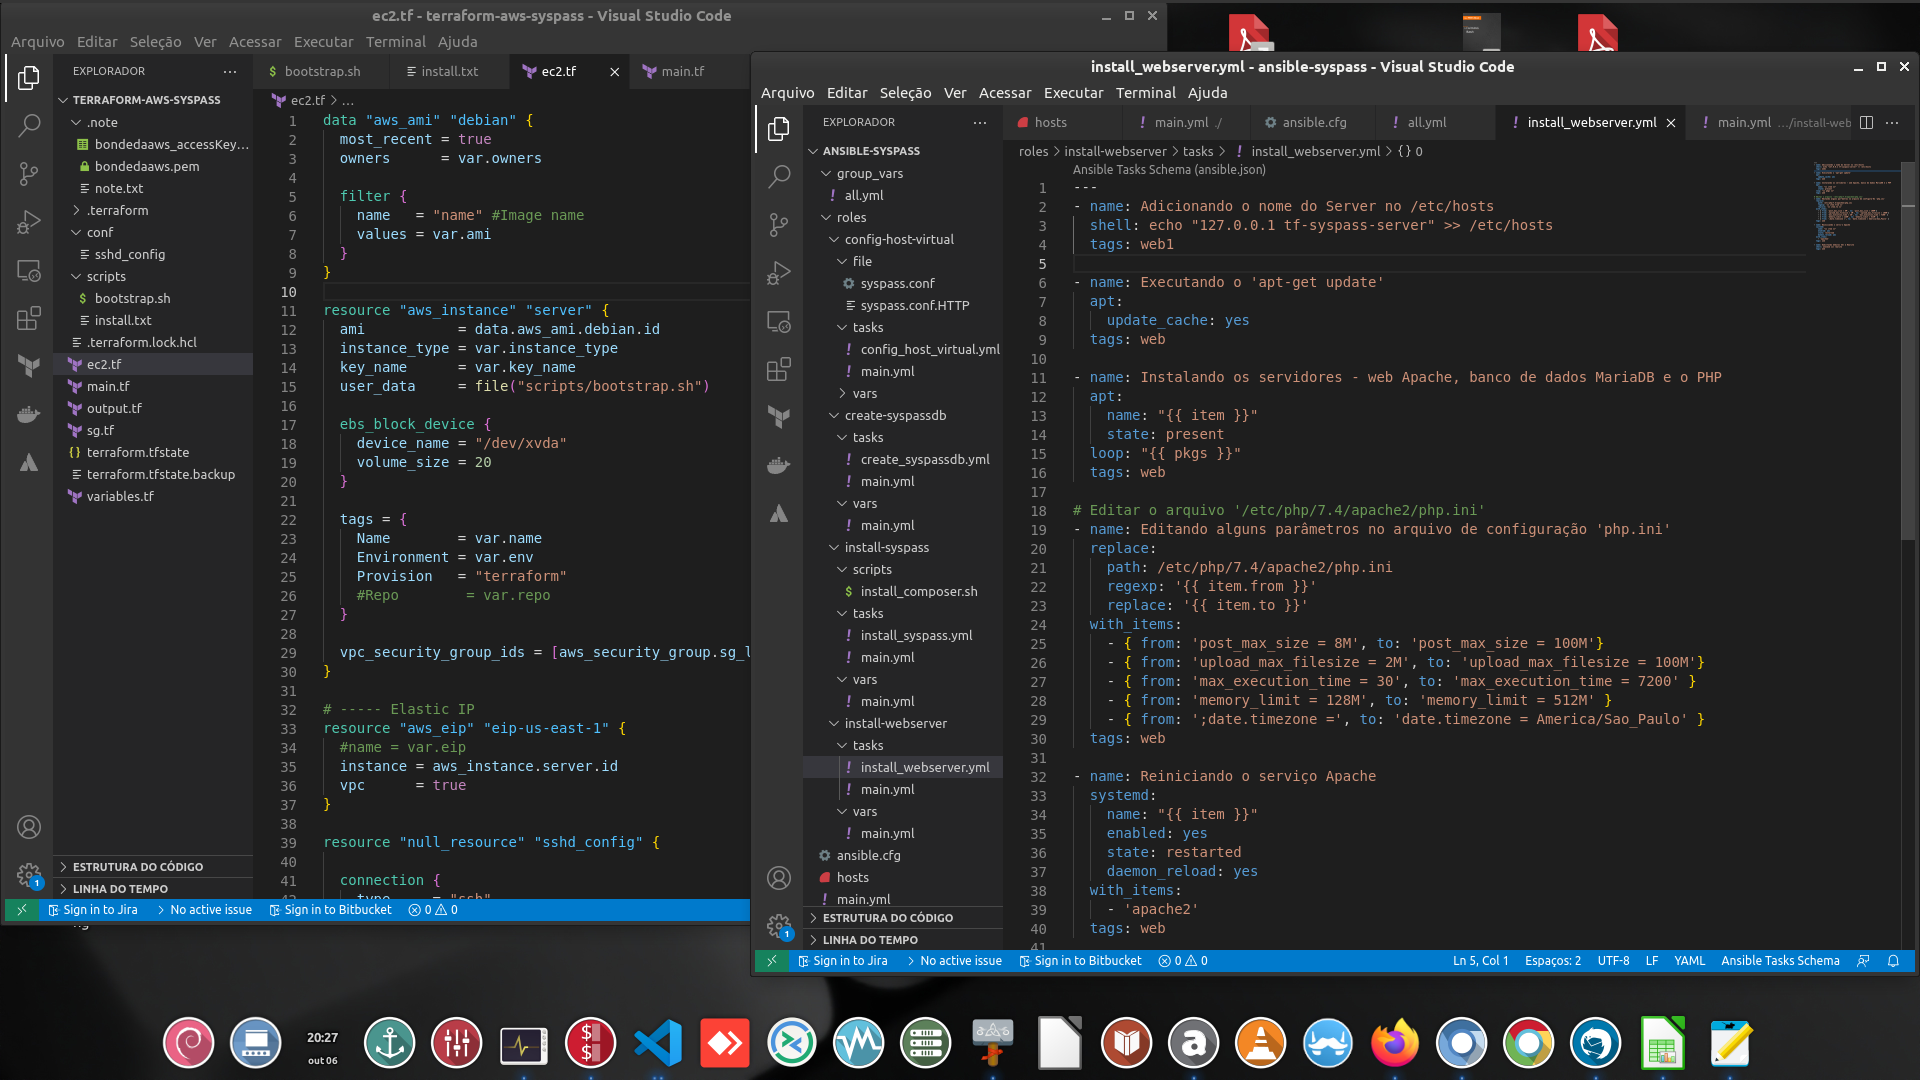 ec2.tf - terraform-aws-syspass - Visual Studio Code
Arquivo Editar Seleção Ver Acessar Executar Terminal Ajuda
EXPLORADOR ···
bootstrap.sh install.txt ec2.tf main.tf
TERRAFORM-AWS-SYSPASS
.note
bondedaaws_accessKey...
bondedaaws.pem
note.txt
.terraform
conf
sshd_config
scripts
bootstrap.sh
install.txt
.terraform.lock.hcl
ec2.tf
main.tf
output.tf
sg.tf
terraform.tfstate
terraform.tfstate.backup
variables.tf
ESTRUTURA DO CÓDIGO
LINHA DO TEMPO
ec2.tf > ...
1 data "aws_ami" "debian" {
2 most_recent = true
3 owners = var.owners
4
5 filter {
6 name = "name" #Image name
7 values = var.ami
8 }
9 }
10
11 resource "aws_instance" "server" {
12 ami = data.aws_ami.debian.id
13 instance_type = var.instance_type
14 key_name = var.key_name
15 user_data = file("scripts/bootstrap.sh")
16
17 ebs_block_device {
18 device_name = "/dev/xvda"
19 volume_size = 20
20 }
21
22 tags = {
23 Name = var.name
24 Environment = var.env
25 Provision = "terraform"
26 #Repo = var.repo
27 }
28
29 vpc_security_group_ids = [aws_security_group.sg_l
30 }
31
32 # ----- Elastic IP
33 resource "aws_eip" "eip-us-east-1" {
34 #name = var.eip
35 instance = aws_instance.server.id
36 vpc = true
37 }
38
39 resource "null_resource" "sshd_config" {
40
41 connection {
42 type = "ssh"
1
Sign in to Jira No active issue Sign in to Bitbucket 0 0
install_webserver.yml - ansible-syspass - Visual Studio Code
Arquivo Editar Seleção Ver Acessar Executar Terminal Ajuda
EXPLORADOR ···
hosts main.yml ./ ansible.cfg all.yml install_webserver.yml main.yml .../install-web ···
ANSIBLE-SYSPASS
group_vars
all.yml
roles
config-host-virtual
file
syspass.conf
syspass.conf.HTTP
tasks
config_host_virtual.yml
main.yml
vars
create-syspassdb
tasks
create_syspassdb.yml
main.yml
vars
main.yml
install-syspass
scripts
install_composer.sh
tasks
install_syspass.yml
main.yml
vars
main.yml
install-webserver
tasks
install_webserver.yml
main.yml
vars
main.yml
ansible.cfg
hosts
main.yml
ESTRUTURA DO CÓDIGO
LINHA DO TEMPO
roles > install-webserver > tasks > install_webserver.yml > {} 0
Ansible Tasks Schema (ansible.json)
1 ---
2 - name: Adicionando o nome do Server no /etc/hosts
3 shell: echo "127.0.0.1 tf-syspass-server" >> /etc/hosts
4 tags: web1
5
6 - name: Executando o 'apt-get update'
7 apt:
8 update_cache: yes
9 tags: web
10
11 - name: Instalando os servidores - web Apache, banco de dados MariaDB e o PHP
12 apt:
13 name: "{{ item }}"
14 state: present
15 loop: "{{ pkgs }}"
16 tags: web
17
18 # Editar o arquivo '/etc/php/7.4/apache2/php.ini'
19 - name: Editando alguns parâmetros no arquivo de configuração 'php.ini'
20 replace:
21 path: /etc/php/7.4/apache2/php.ini
22 regexp: '{{ item.from }}'
23 replace: '{{ item.to }}'
24 with_items:
25 - { from: 'post_max_size = 8M', to: 'post_max_size = 100M'}
26 - { from: 'upload_max_filesize = 2M', to: 'upload_max_filesize = 100M'}
27 - { from: 'max_execution_time = 30', to: 'max_execution_time = 7200' }
28 - { from: 'memory_limit = 128M', to: 'memory_limit = 512M' }
29 - { from: ';date.timezone =', to: 'date.timezone = America/Sao_Paulo' }
30 tags: web
31
32 - name: Reiniciando o serviço Apache
33 systemd:
34 name: "{{ item }}"
35 enabled: yes
36 state: restarted
37 daemon_reload: yes
38 with_items:
39 - 'apache2'
40 tags: web
41
1
Sign in to Jira No active issue Sign in to Bitbucket 0 0 Ln 5, Col 1 Espaços: 2 UTF-8 LF YAML Ansible Tasks Schema
20:27
out 06